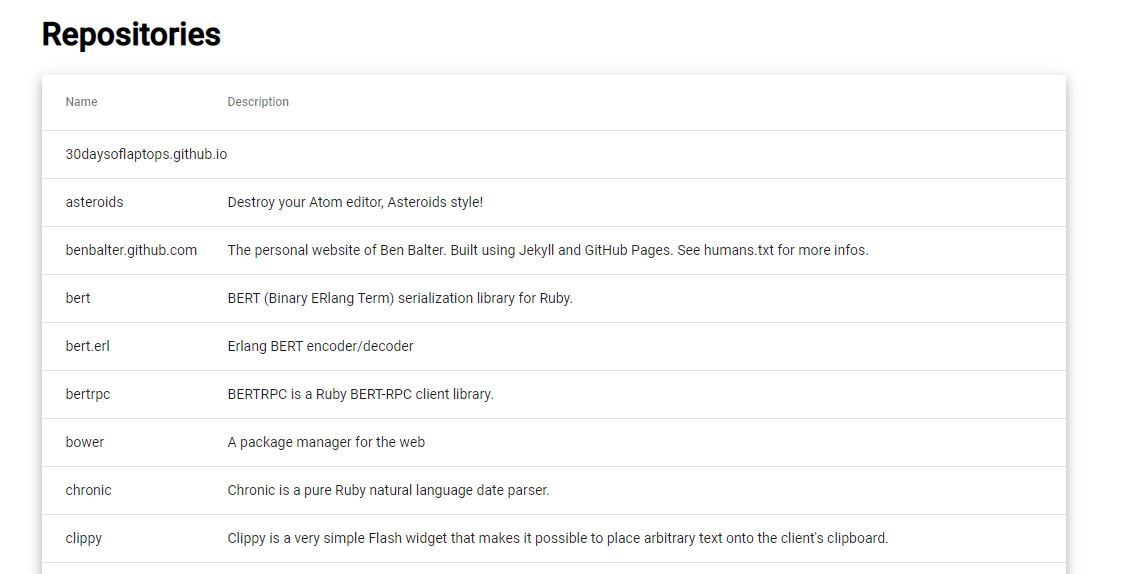 Repositories
Name Description
30daysoflaptops.github.io
asteroids Destroy your Atom editor, Asteroids style!
benbalter.github.com The personal website of Ben Balter. Built using Jekyll and GitHub Pages. See humans.txt for more infos.
bert BERT (Binary ERlang Term) serialization library for Ruby.
bert.erl Erlang BERT encoder/decoder
bertrpc BERTRPC is a Ruby BERT-RPC client library.
bower A package manager for the web
chronic Chronic is a pure Ruby natural language date parser.
clippy Clippy is a very simple Flash widget that makes it possible to place arbitrary text onto the client's clipboard.